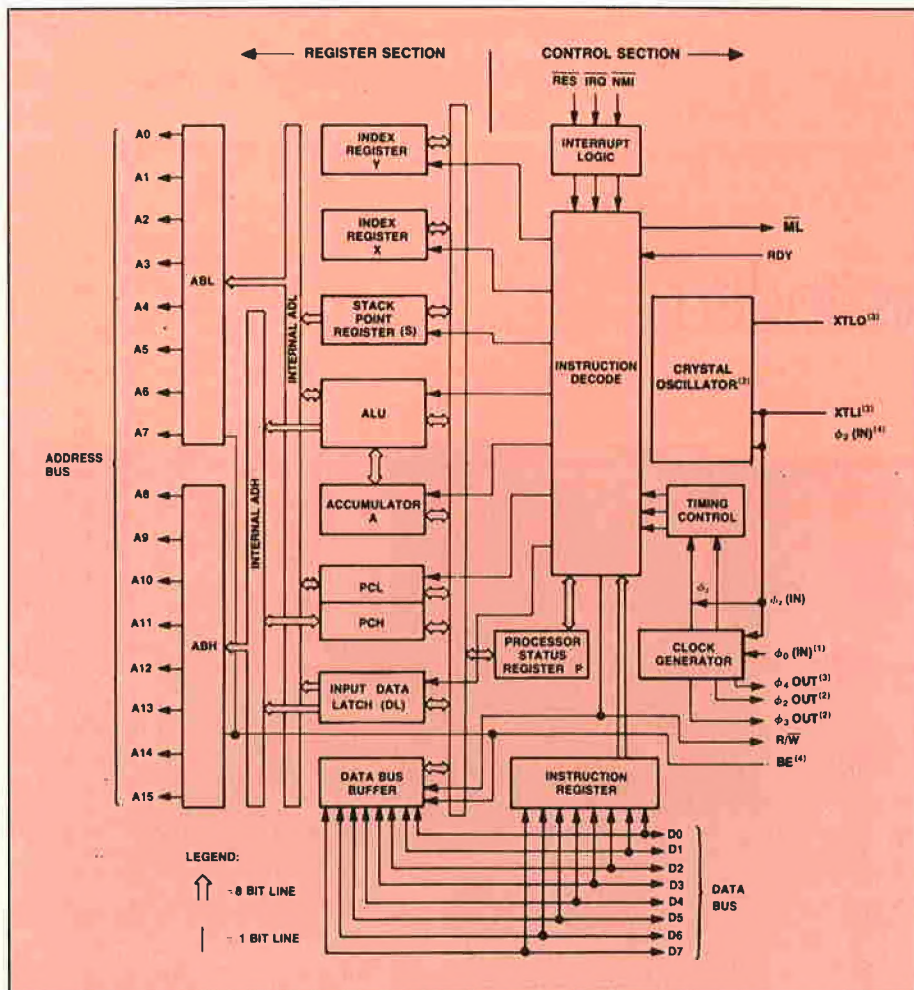 REGISTER SECTION
CONTROL SECTION
RES IRQ NMI
INTERRUPT
LOGIC
A0
A1
A2
A3
A4
A5
A6
A7
ADDRESS
BUS
A8
A9
A10
A11
A12
A13
A14
A15
ABL
ABH
INTERNAL ADL
INTERNAL ADH
INDEX
REGISTER
Y
INDEX
REGISTER
X
STACK
POINT
REGISTER (S)
ALU
ACCUMULATOR
A
PCL
PCH
INPUT DATA
LATCH (DL)
DATA BUS
BUFFER
INSTRUCTION
DECODE
PROCESSOR
STATUS
REGISTER P
INSTRUCTION
REGISTER
CRYSTAL
OSCILLATOR(3)
TIMING
CONTROL
CLOCK
GENERATOR
ML
RDY
XTLO(3)
XTLI(3)
ϕ2 (IN)(4)
ϕ2 (IN)
ϕ0 (IN)(1)
ϕ4 OUT(3)
ϕ2 OUT(2)
ϕ3 OUT(2)
R/W
BE(4)
D0
D1
D2
D3
D4
D5
D6
D7
DATA
BUS
LEGEND:
-8 BIT LINE
- 1 BIT LINE